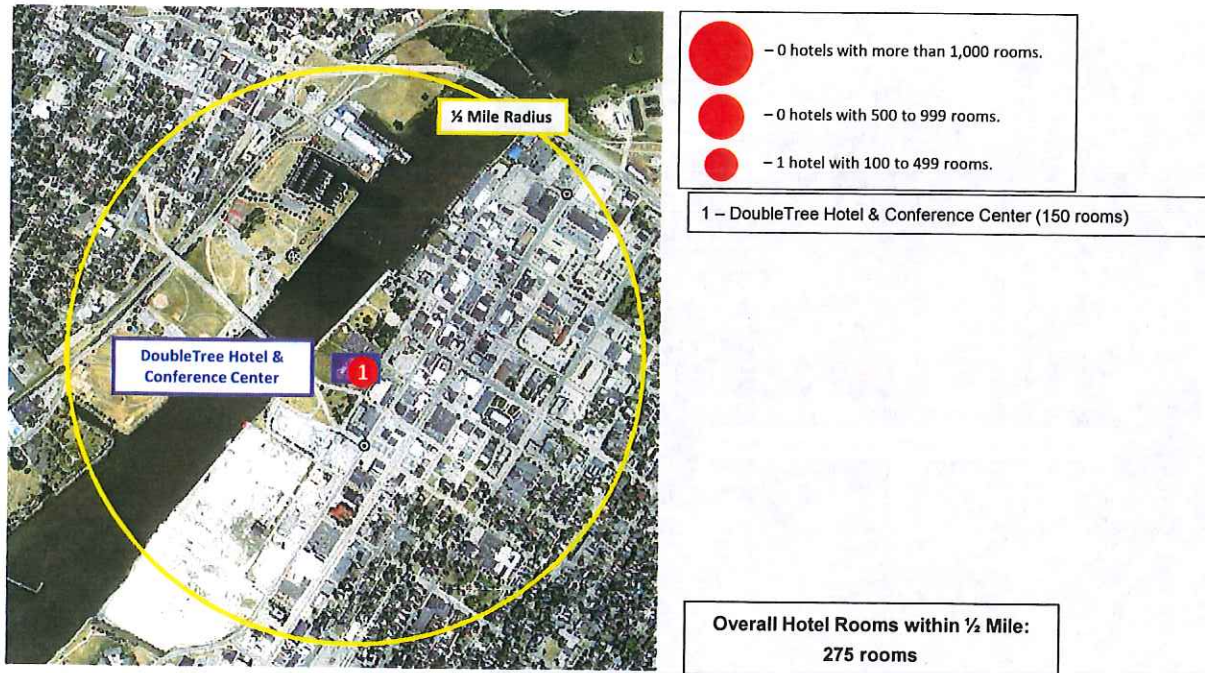 ½ Mile Radius
DoubleTree Hotel &
Conference Center
1
– 0 hotels with more than 1,000 rooms.
– 0 hotels with 500 to 999 rooms.
– 1 hotel with 100 to 499 rooms.
1 – DoubleTree Hotel & Conference Center (150 rooms)
Overall Hotel Rooms within ½ Mile:
275 rooms